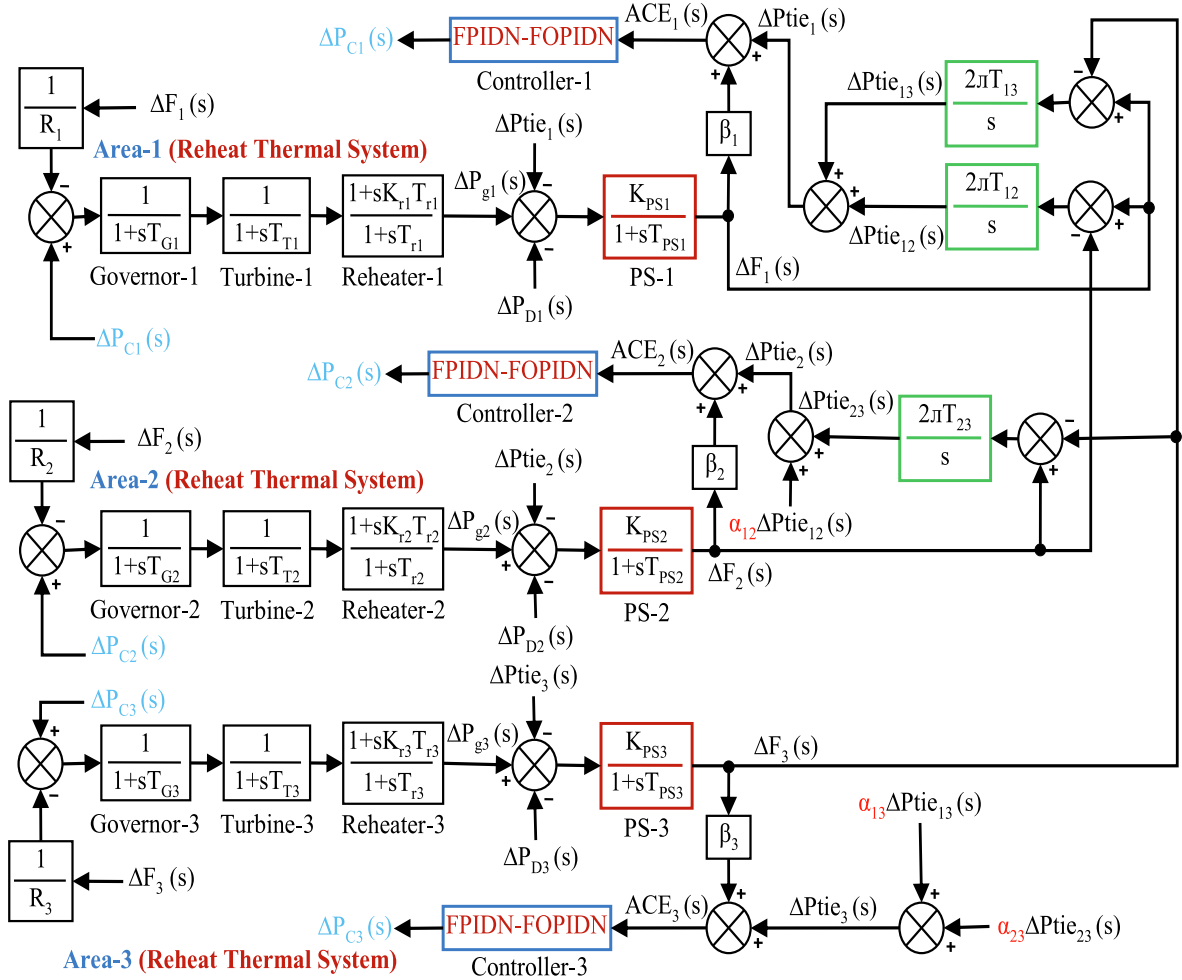 ΔP_C1(s)
FPIDN-FOPIDN
ACE_1(s)
ΔPtie_1(s)
Controller-1
+
+
1
R_1
ΔF_1(s)
ΔPtie_1(s)
β_1
ΔPtie_13(s)
2πT_13
s
−
+
Area-1 (Reheat Thermal System)
−
+
1
1+sT_G1
Governor-1
1
1+sT_T1
Turbine-1
1+sK_r1T_r1
1+sT_r1
Reheater-1
ΔP_g1(s)
−
+
−
K_PS1
1+sT_PS1
PS-1
ΔF_1(s)
+
+
ΔPtie_12(s)
2πT_12
s
+
−
ΔP_D1(s)
ΔP_C1(s)
ΔP_C2(s)
FPIDN-FOPIDN
ACE_2(s)
ΔPtie_2(s)
Controller-2
+
+
1
R_2
ΔF_2(s)
ΔPtie_2(s)
β_2
ΔPtie_23(s)
+
+
2πT_23
s
−
+
Area-2 (Reheat Thermal System)
α_12ΔPtie_12(s)
−
+
1
1+sT_G2
Governor-2
1
1+sT_T2
Turbine-2
1+sK_r2T_r2
1+sT_r2
Reheater-2
ΔP_g2(s)
−
+
−
K_PS2
1+sT_PS2
PS-2
ΔF_2(s)
ΔP_D2(s)
ΔP_C2(s)
ΔPtie_3(s)
ΔP_C3(s)
+
−
1
1+sT_G3
Governor-3
1
1+sT_T3
Turbine-3
1+sK_r3T_r3
1+sT_r3
Reheater-3
ΔP_g3(s)
−
+
−
K_PS3
1+sT_PS3
PS-3
ΔF_3(s)
ΔP_D3(s)
β_3
α_13ΔPtie_13(s)
1
R_3
ΔF_3(s)
ΔP_C3(s)
FPIDN-FOPIDN
ACE_3(s)
+
+
ΔPtie_3(s)
+
+
α_23ΔPtie_23(s)
Area-3 (Reheat Thermal System)
Controller-3